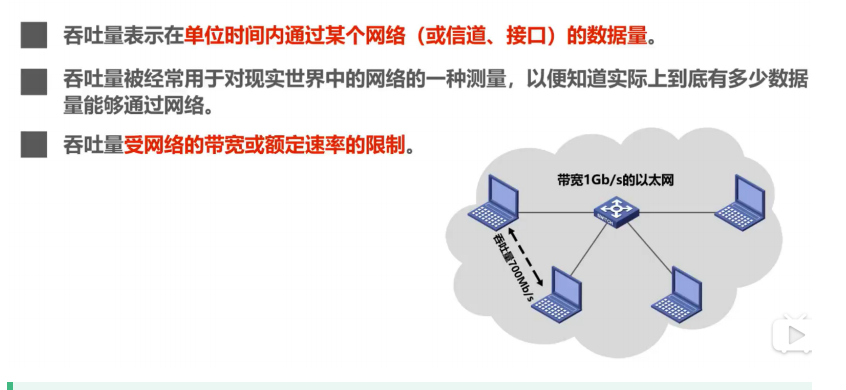 吞吐量表示在单位时间内通过某个网络（或信道、接口）的数据量。
吞吐量被经常用于对现实世界中的网络的一种测量，以便知道实际上到底有多少数据
量能够通过网络。
吞吐量受网络的带宽或额定速率的限制。
带宽1Gb/s的以太网
吞吐量700Mb/s